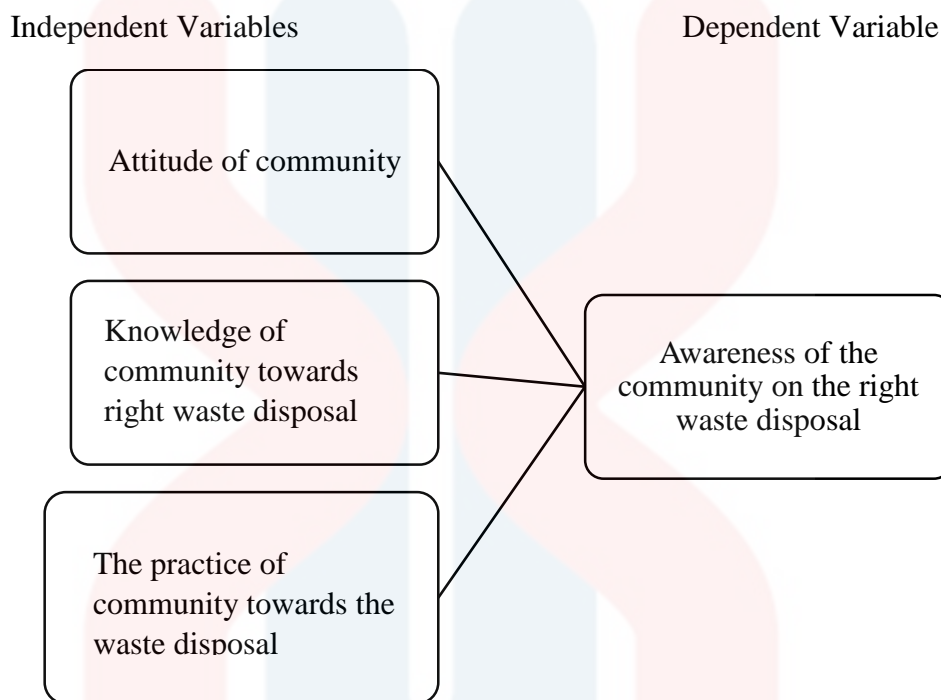 Independent Variables
Dependent Variable
Attitude of community
Knowledge of
community towards
right waste disposal
The practice of
community towards the
waste disposal
Awareness of the
community on the right
waste disposal